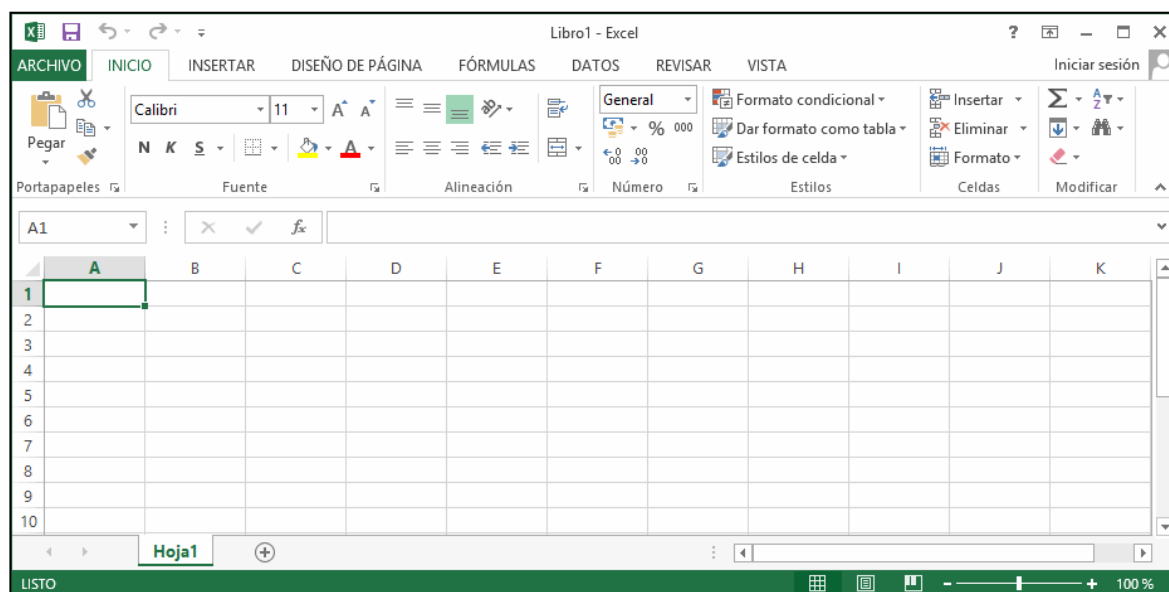 Libro1 - Excel ?
ARCHIVO INICIO INSERTAR DISEÑO DE PÁGINA FÓRMULAS DATOS REVISAR VISTA Iniciar sesión
Calibri 11 General Formato condicional Insertar
% 000 Dar formato como tabla Eliminar
Pegar N K S A Estilos de celda Formato
Portapapeles Fuente Alineación Número Estilos Celdas Modificar
A1 fx
A B C D E F G H I J K
1
2
3
4
5
6
7
8
9
10
Hoja1
LISTO 100 %